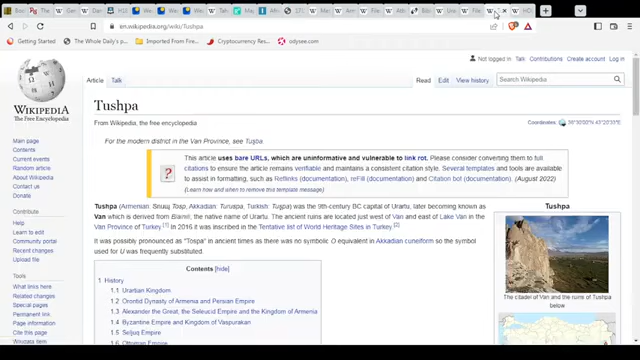 en.wikipedia.org/wiki/Tushpa
Getting Started
The Whole Daily's p...
Cryptocurrency Res...
odysee.com
Not logged in Talk Contributions Create account Log in
Article Talk Read Edit View history Search Wikipedia
WIKIPEDIA
The Free Encyclopedia
Main page
Contents
Current events
Random article
About Wikipedia
Contact us
Donate
Contribute
Help
Learn to edit
Community portal
Recent changes
Upload file
Tools
What links here
Related changes
Special pages
Permanent link
Page information
Cite this page
Tushpa
From Wikipedia, the free encyclopedia
Coordinates:
For the modern district in the Van Province, see Tuşba.
This article uses bare URLs, which are uninformative and vulnerable to link rot. Please consider converting them to full
citations to ensure the article remains verifiable and maintains a consistent citation style. Several templates and tools are available
to assist in formatting, such as Reflinks (documentation), reFill (documentation) and Citation bot (documentation). (August 2022)
(Learn how and when to remove this template message)
Tushpa (Armenian: Akkadian: Turuspa, Turkish: Tuşpa) was the 9th-century BC capital of Urartu, later becoming known as
Van which is derived from Biainili, the native name of Urartu. The ancient ruins are located just west of Van and east of Lake Van in the
Van Province of Turkey.[1] In 2016 it was inscribed in the Tentative list of World Heritage Sites in Turkey.[2]
It was possibly pronounced as "Tospa" in ancient times as there was no symbolic O equivalent in Akkadian cuneiform so the symbol
used for U was frequently substituted.
Contents [hide]
1 History
1.1 Urartian Kingdom
1.2 Orontid Dynasty of Armenia and Persian Empire
1.3 Alexander the Great, the Seleucid Empire and the Kingdom of Armenia
1.4 Byzantine Empire and Kingdom of Vaspurakan
1.5 Seljuq Empire
1.6 Ottoman Empire
Tushpa
The citadel of Van and the ruins of Tushpa
below